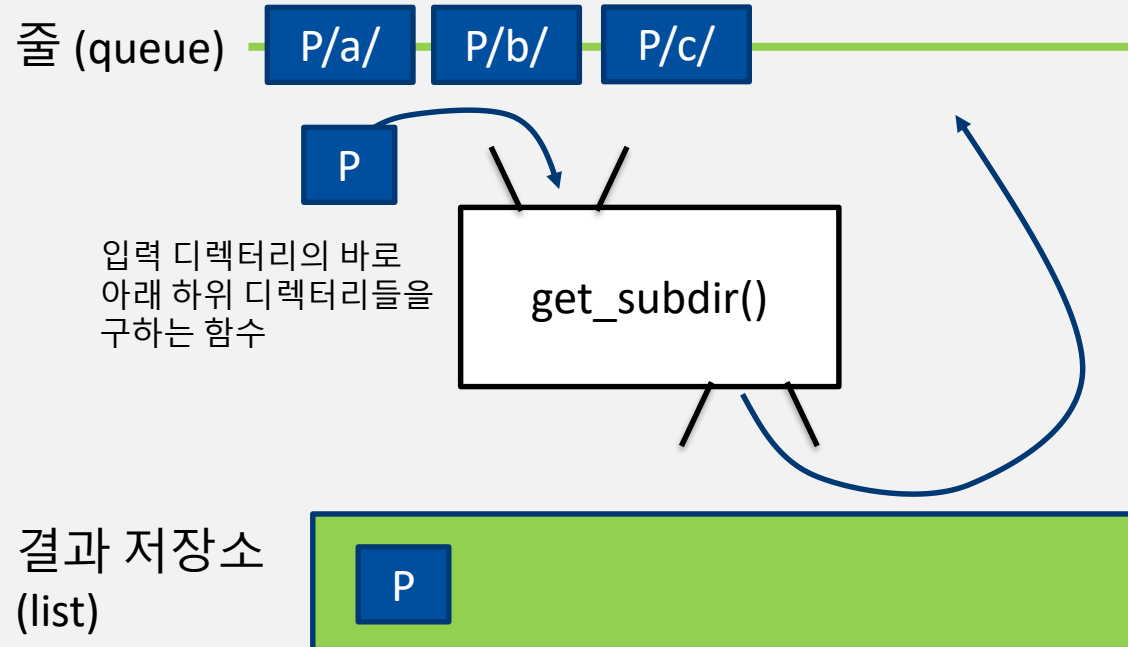 줄 (queue)
P/a/
P/b/
P/c/
P
입력 디렉터리의 바로
아래 하위 디렉터리들을
구하는 함수
get_subdir()
결과 저장소
(list)
P